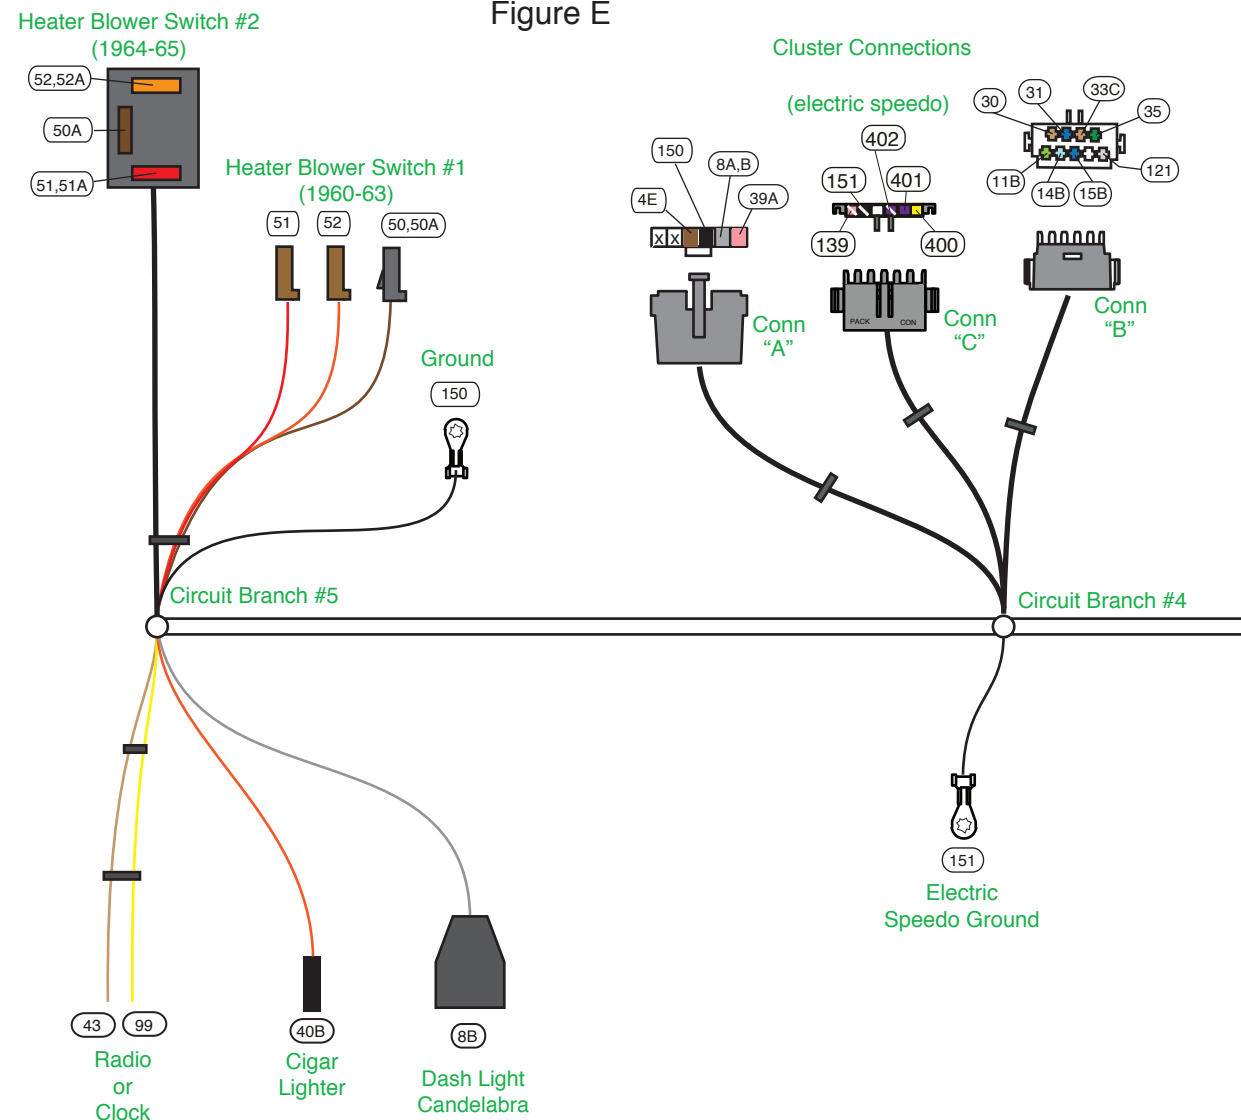 Figure E
Heater Blower Switch #2
(1964-65)
52,52A
50A
51,51A
Heater Blower Switch #1
(1960-63)
51
52
50,50A
Ground
150
Cluster Connections
(electric speedo)
150
8A,B
4E
39A
X X
Conn
“A”
402
151
401
139
400
PACK
CON
Conn
“C”
30
31
33C
35
11B
14B
15B
121
Conn
“B”
Circuit Branch #5
Circuit Branch #4
43
99
Radio
or
Clock
40B
Cigar
Lighter
8B
Dash Light
Candelabra
151
Electric
Speedo Ground